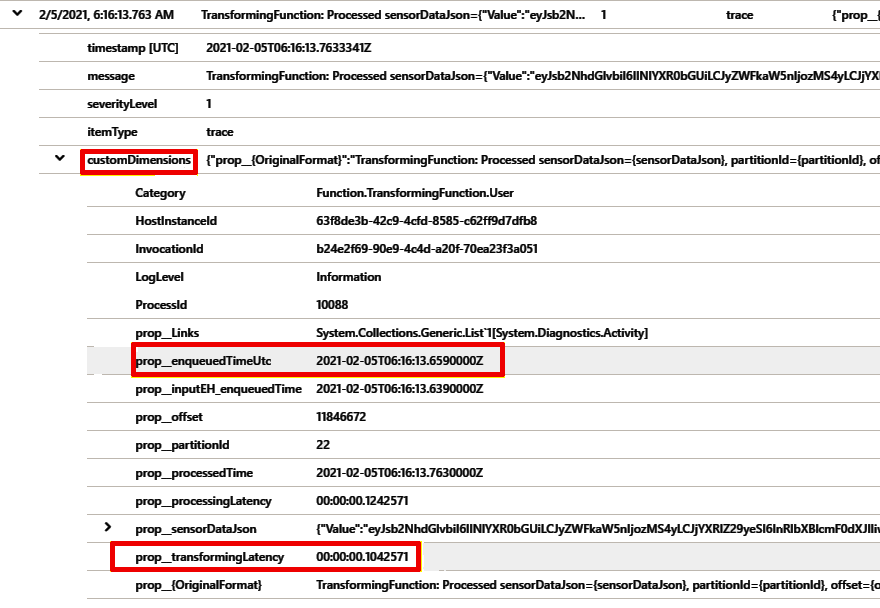 2/5/2021, 6:16:13.763 AM TransformingFunction: Processed sensorDataJson={"Value":"eyJsb2N... 1 trace {"prop__{
timestamp [UTC] 2021-02-05T06:16:13.7633341Z
message TransformingFunction: Processed sensorDataJson={"Value":"eyJsb2NhdGlvbiI6IlNlYXR0bGUiLCJyZWFkaW5nIjozMS4yLCJjYX
severityLevel 1
itemType trace
customDimensions {"prop__{OriginalFormat}":"TransformingFunction: Processed sensorDataJson={sensorDataJson}, partitionId={partitionId}, of
Category Function.TransformingFunction.User
HostInstanceId 63f8de3b-42c9-4cfd-8585-c62ff9d7dfb8
InvocationId b24e2f69-90e9-4c4d-a20f-70ea23f3a051
LogLevel Information
ProcessId 10088
prop__Links System.Collections.Generic.List`1[System.Diagnostics.Activity]
prop__enqueuedTimeUtc 2021-02-05T06:16:13.6590000Z
prop__inputEH_enqueuedTime 2021-02-05T06:16:13.6390000Z
prop__offset 11846672
prop__partitionId 22
prop__processedTime 2021-02-05T06:16:13.7630000Z
prop__processingLatency 00:00:00.1242571
prop__sensorDataJson {"Value":"eyJsb2NhdGlvbiI6IlNlYXR0bGUiLCJyZWFkaW5nIjozMS4yLCJjYXRlZ29yeSI6InRlbXBlcmF0dXJlIiw
prop__transformingLatency 00:00:00.1042571
prop__{OriginalFormat} TransformingFunction: Processed sensorDataJson={sensorDataJson}, partitionId={partitionId}, offset={o